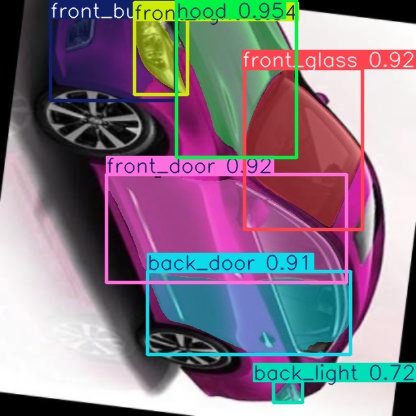 front_bu
fron
hood 0.954
front_glass 0.92
front_door 0.92
back_door 0.91
back_light 0.72